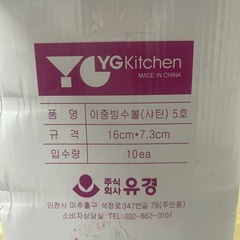 YG Kitchen
MADE IN CHINA
품 명 이중빙수볼(샤틴) 5호
규 격 16cm*7.3cm
입수량 10ea
주식회사 유경
인천시 미추홀구 석정로 347번길 78(주안동)
소비자상담실 TEL: 032-862-0101